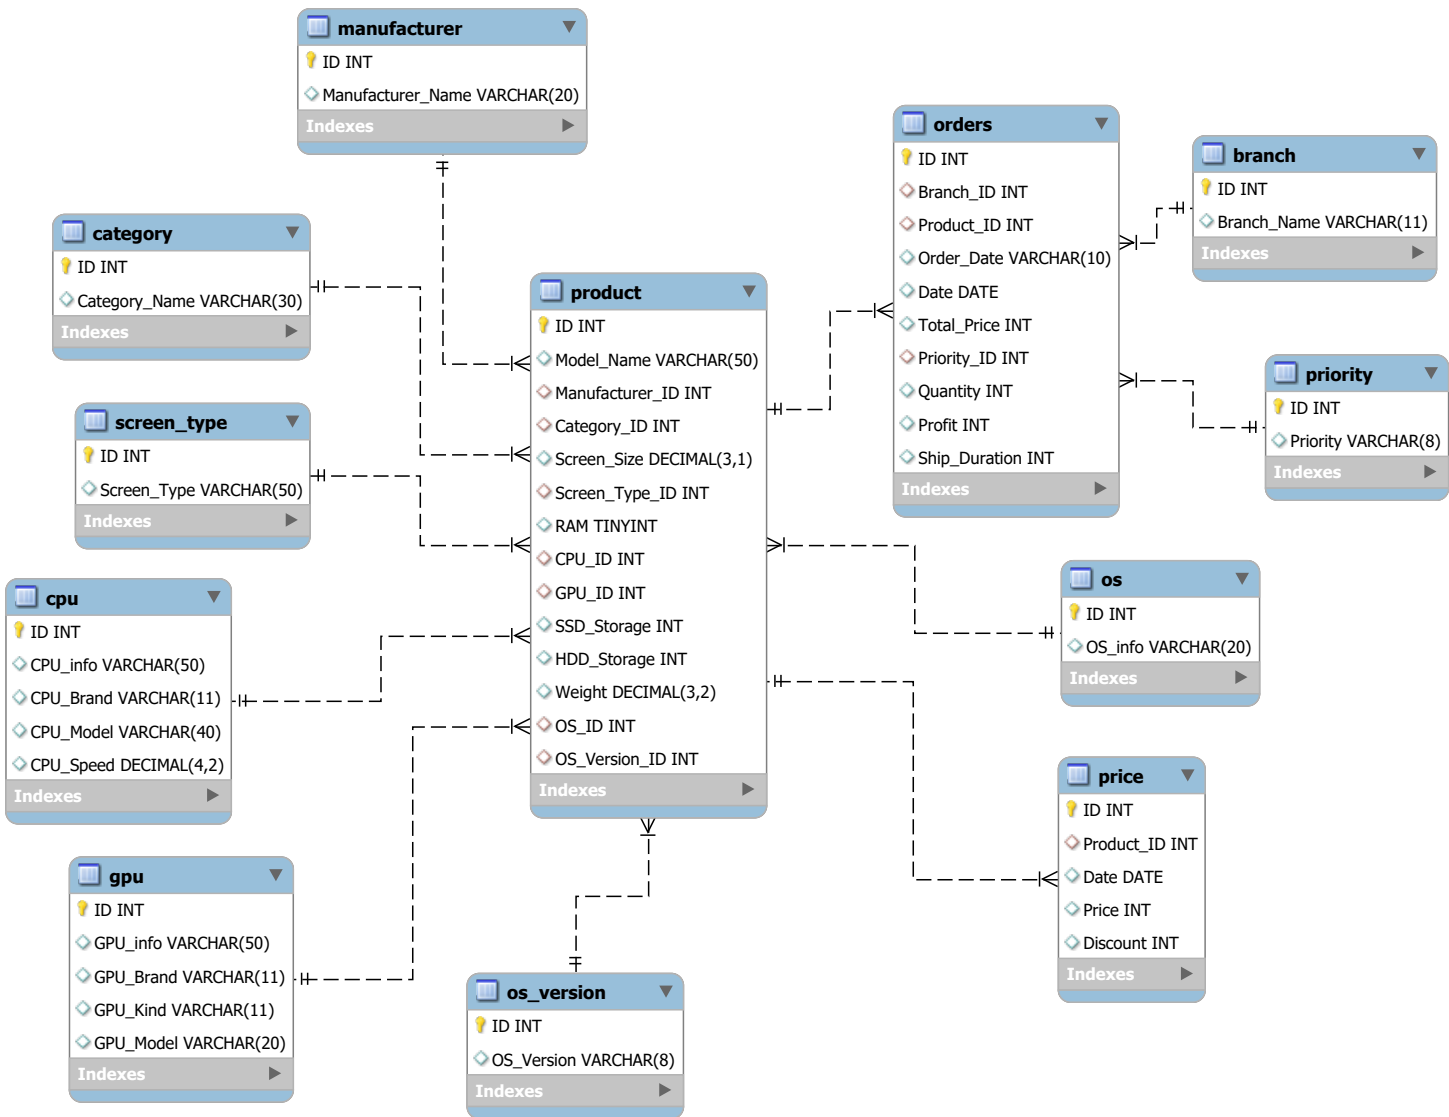 manufacturer
ID INT
Manufacturer_Name VARCHAR(20)
Indexes
category
ID INT
Category_Name VARCHAR(30)
Indexes
screen_type
ID INT
Screen_Type VARCHAR(50)
Indexes
cpu
ID INT
CPU_info VARCHAR(50)
CPU_Brand VARCHAR(11)
CPU_Model VARCHAR(40)
CPU_Speed DECIMAL(4,2)
Indexes
gpu
ID INT
GPU_info VARCHAR(50)
GPU_Brand VARCHAR(11)
GPU_Kind VARCHAR(11)
GPU_Model VARCHAR(20)
Indexes
product
ID INT
Model_Name VARCHAR(50)
Manufacturer_ID INT
Category_ID INT
Screen_Size DECIMAL(3,1)
Screen_Type_ID INT
RAM TINYINT
CPU_ID INT
GPU_ID INT
SSD_Storage INT
HDD_Storage INT
Weight DECIMAL(3,2)
OS_ID INT
OS_Version_ID INT
Indexes
os_version
ID INT
OS_Version VARCHAR(8)
Indexes
orders
ID INT
Branch_ID INT
Product_ID INT
Order_Date VARCHAR(10)
Date DATE
Total_Price INT
Priority_ID INT
Quantity INT
Profit INT
Ship_Duration INT
Indexes
branch
ID INT
Branch_Name VARCHAR(11)
Indexes
priority
ID INT
Priority VARCHAR(8)
Indexes
os
ID INT
OS_info VARCHAR(20)
Indexes
price
ID INT
Product_ID INT
Date DATE
Price INT
Discount INT
Indexes